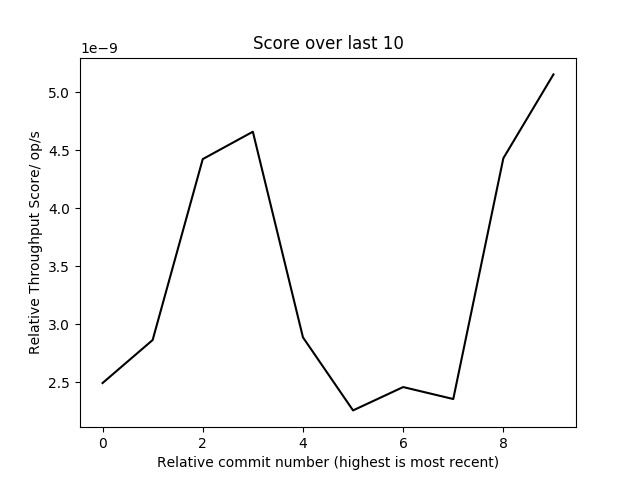 Score over last 10
1e−9
5.0
4.5
4.0
3.5
3.0
2.5
Relative Throughput Score/ op/s
0 2 4 6 8
Relative commit number (highest is most recent)